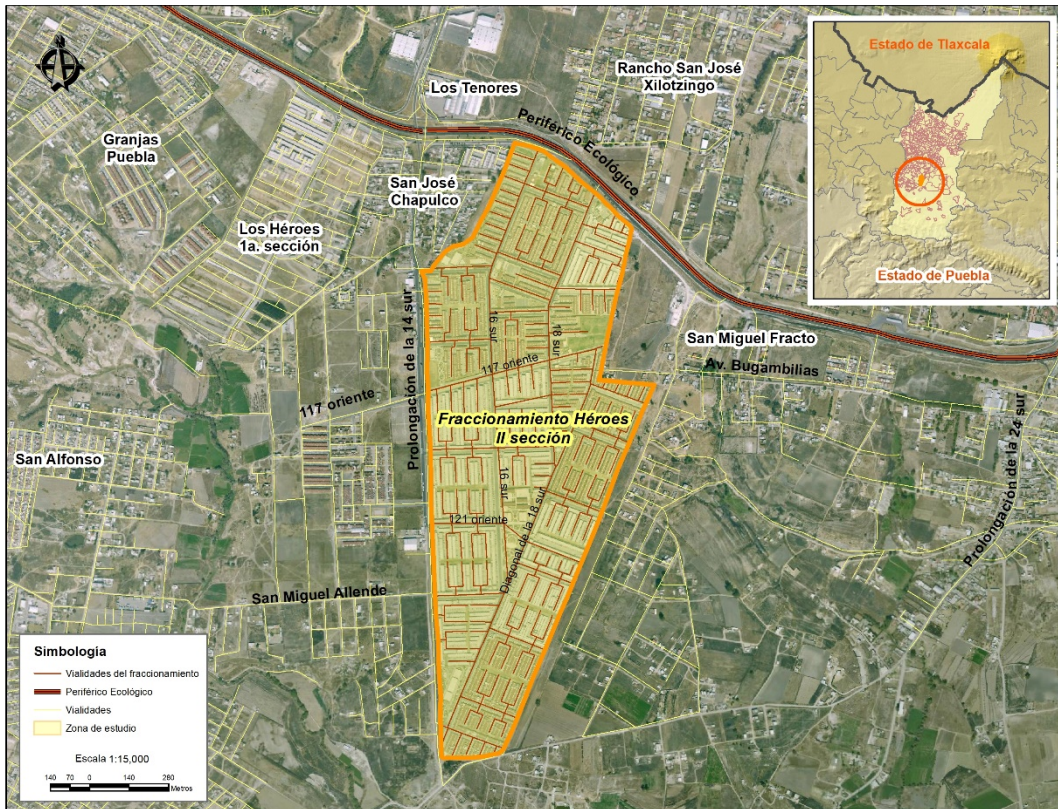 Estado de Tlaxcala
Estado de Puebla
Los Tenores
Rancho San José
Xilotzingo
Periférico Ecológico
Granjas
Puebla
San José
Chapulco
Los Héroes
1a. sección
Prolongación de la 14 sur
16 sur
18 sur
117 oriente
San Miguel Fracto
Av. Bugambilias
117 oriente
Fraccionamiento Héroes
II sección
San Alfonso
16 sur
121 oriente
Diagonal de la 18 sur
Prolongación de la 24 sur
San Miguel Allende
Simbología
Vialidades del fraccionamiento
Periférico Ecológico
Vialidades
Zona de estudio
Escala 1:15,000
140 70 0 140 280
Metros